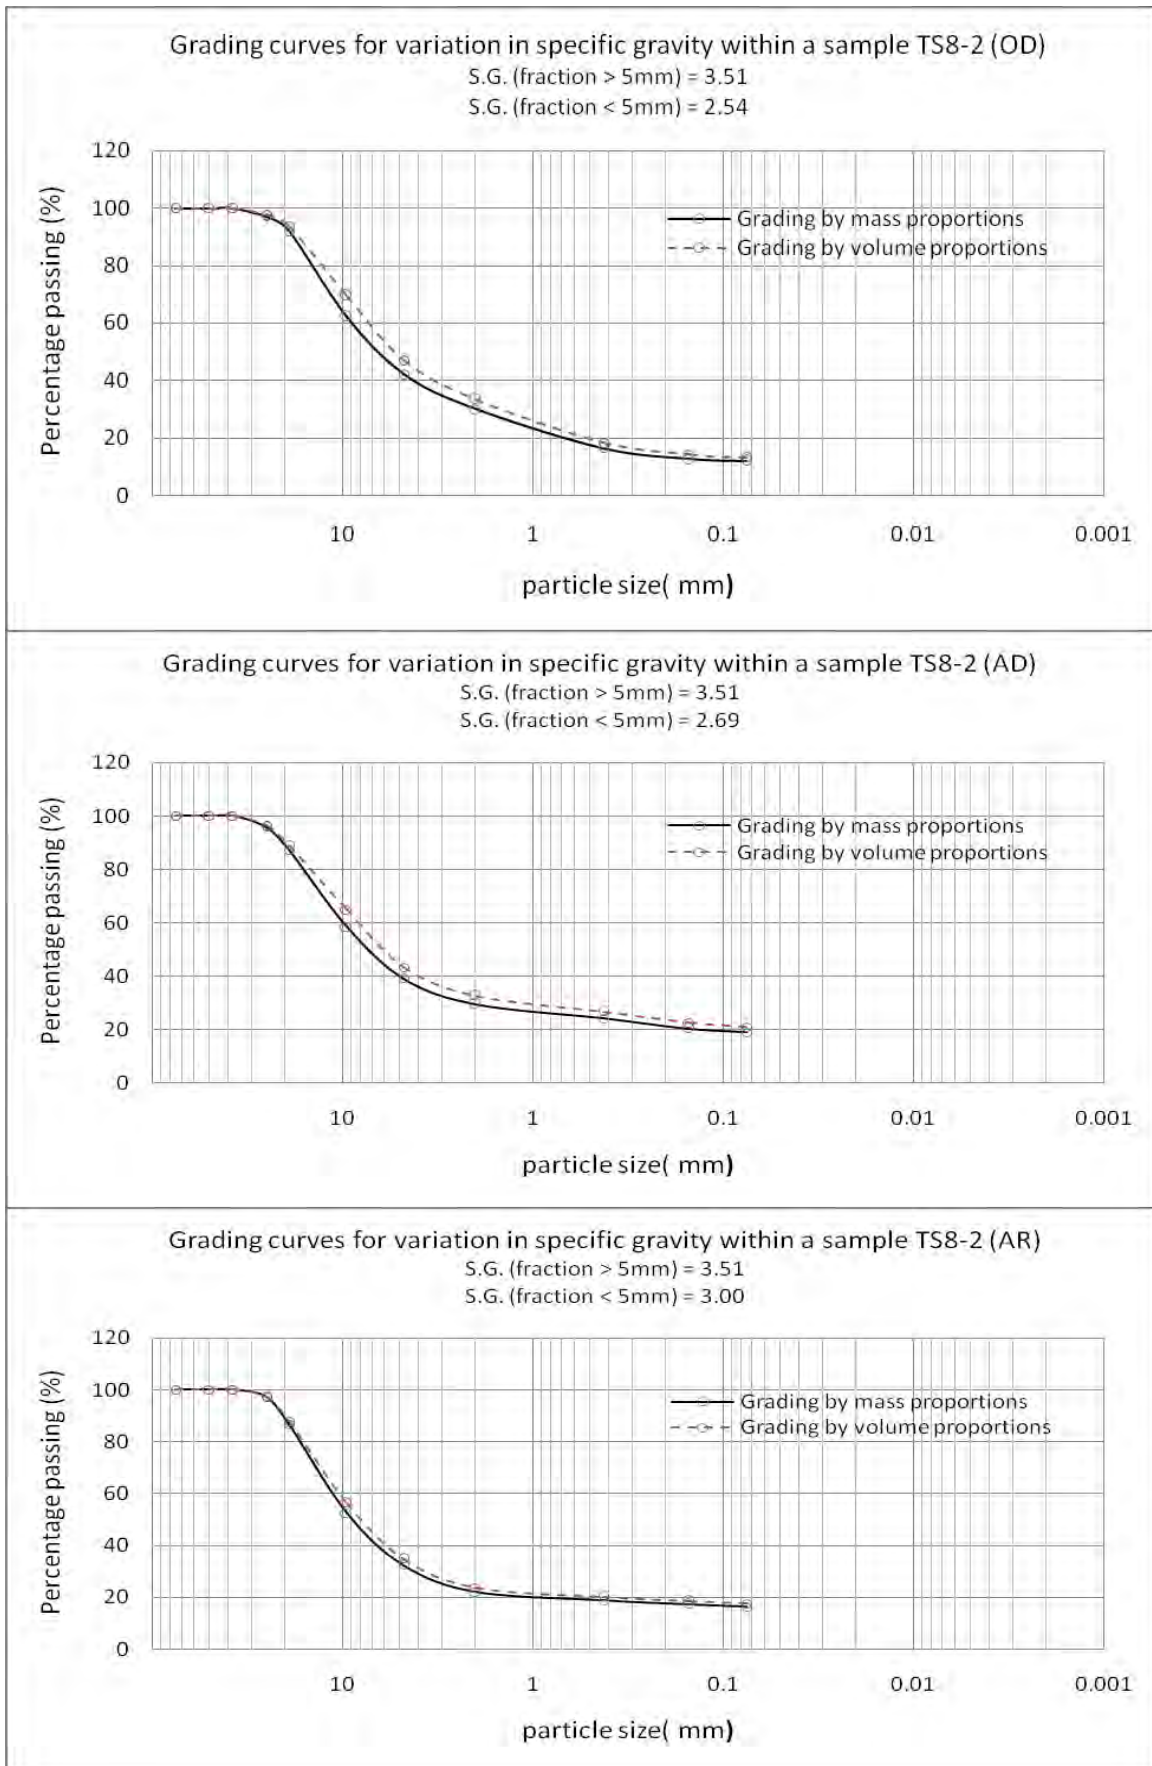 Grading curves for variation in specific gravity within a sample TS8-2 (OD)
S.G. (fraction > 5mm) = 3.51
S.G. (fraction < 5mm) = 2.54
Percentage passing (%)
120
100
80
60
40
20
0
Grading by mass proportions
Grading by volume proportions
10 1 0.1 0.01 0.001
particle size( mm)
Grading curves for variation in specific gravity within a sample TS8-2 (AD)
S.G. (fraction > 5mm) = 3.51
S.G. (fraction < 5mm) = 2.69
Percentage passing (%)
120
100
80
60
40
20
0
Grading by mass proportions
Grading by volume proportions
10 1 0.1 0.01 0.001
particle size( mm)
Grading curves for variation in specific gravity within a sample TS8-2 (AR)
S.G. (fraction > 5mm) = 3.51
S.G. (fraction < 5mm) = 3.00
Percentage passing (%)
120
100
80
60
40
20
0
Grading by mass proportions
Grading by volume proportions
10 1 0.1 0.01 0.001
particle size( mm)